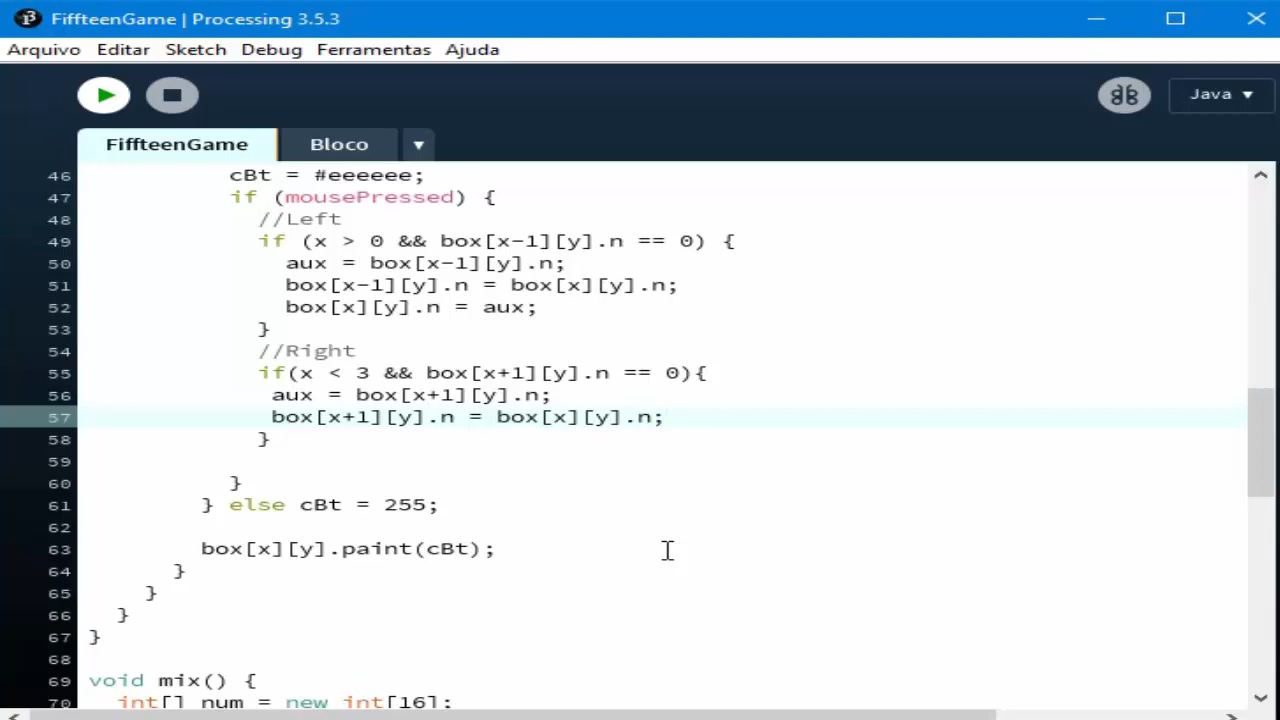 FiffteenGame | Processing 3.5.3
Arquivo Editar Sketch Debug Ferramentas Ajuda
Java ▼
FiffteenGame Bloco ▼
46 cBt = #eeeeee;
47 if (mousePressed) {
48 //Left
49 if (x > 0 && box[x-1][y].n == 0) {
50 aux = box[x-1][y].n;
51 box[x-1][y].n = box[x][y].n;
52 box[x][y].n = aux;
53 }
54 //Right
55 if(x < 3 && box[x+1][y].n == 0){
56 aux = box[x+1][y].n;
57 box[x+1][y].n = box[x][y].n;
58 }
59
60 }
61 } else cBt = 255;
62
63 box[x][y].paint(cBt);
64 }
65 }
66 }
67 }
68
69 void mix() {
70 int[] num = new int[16];